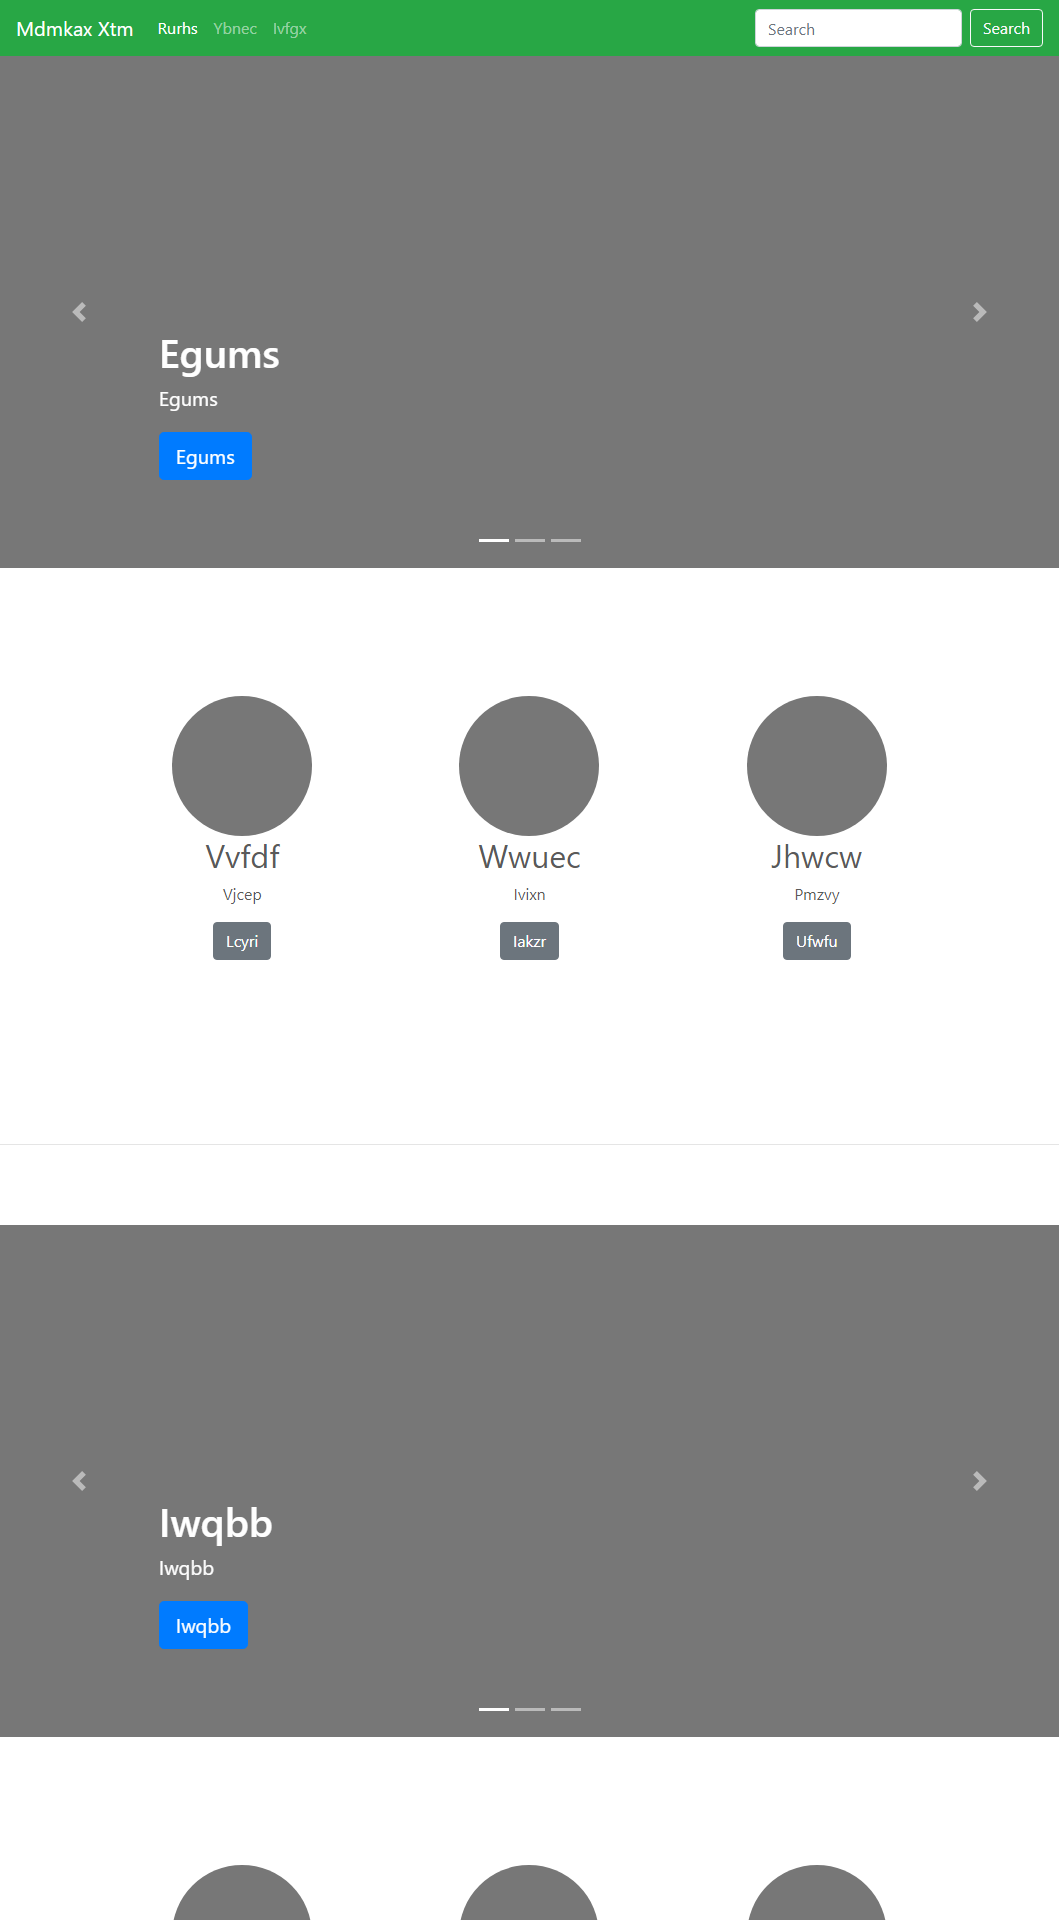 Mdmkax Xtm Rurhs Ybnec Ivfgx Search Search
Egums
Egums
Egums
Vvfdf Wwuec Jhwcw
Vjcep Ivixn Pmzvy
Lcyri Iakzr Ufwfu
Iwqbb
Iwqbb
Iwqbb